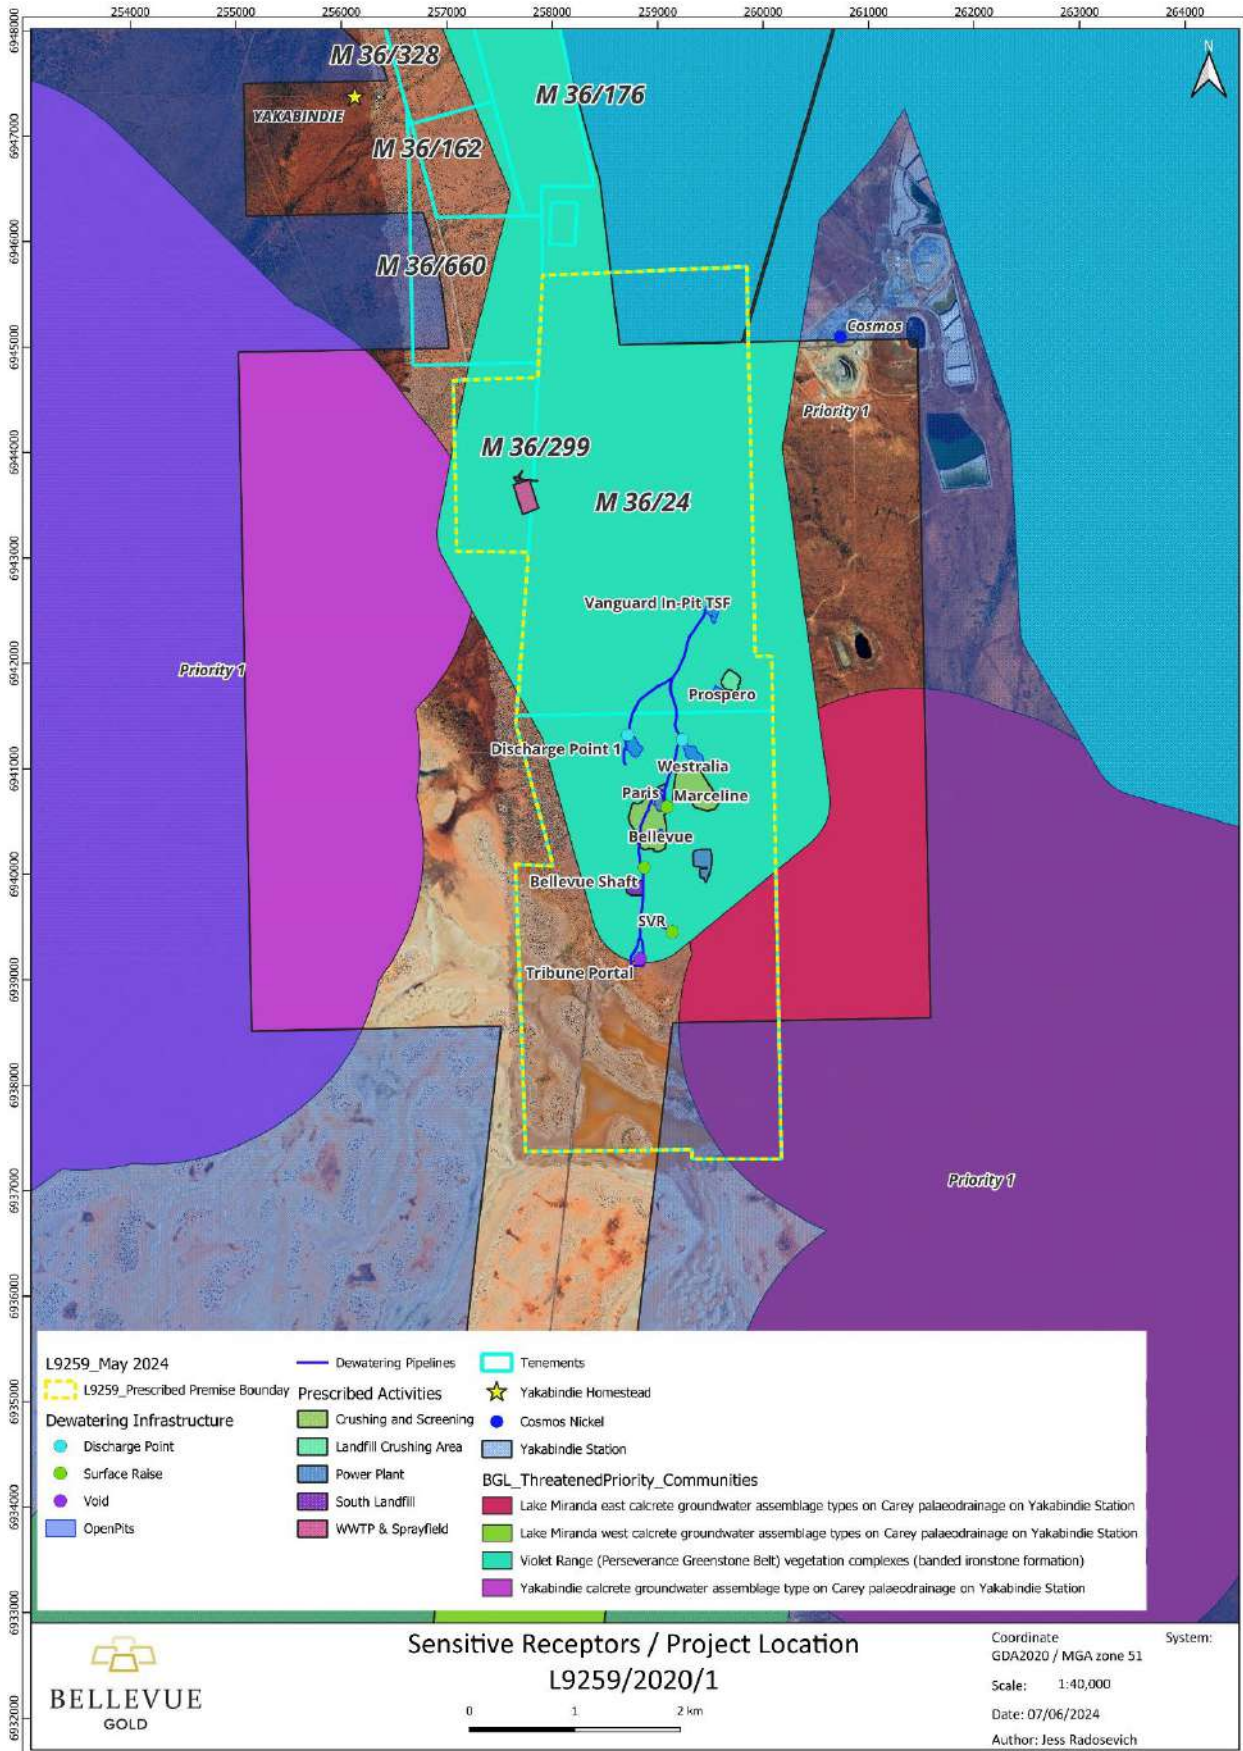 254000 255000 256000 257000 258000 259000 260000 261000 262000 263000 264000
6948000
6947000
6946000
6945000
6944000
6943000
6942000
6941000
6940000
6939000
6938000
6937000
6936000
6935000
6934000
6933000
6932000
N
M 36/328
M 36/176
YAKABINDIE
M 36/162
M 36/660
Cosmos
Priority 1
M 36/299
M 36/24
Vanguard In-Pit TSF
Priority 1
Prospero
Discharge Point 1
Westralia
Paris
Marceline
Bellevue
Bellevue Shaft
SVR
Tribune Portal
Priority 1
L9259_May 2024
L9259_Prescribed Premise Boundary
Dewatering Infrastructure
Discharge Point
Surface Raise
Void
OpenPits
Dewatering Pipelines
Prescribed Activities
Crushing and Screening
Landfill Crushing Area
Power Plant
South Landfill
WWTP & Sprayfield
Tenements
Yakabindie Homestead
Cosmos Nickel
Yakabindie Station
BGL_ThreatenedPriority_Communities
Lake Miranda east calcrete groundwater assemblage types on Carey palaeodrainage on Yakabindie Station
Lake Miranda west calcrete groundwater assemblage types on Carey palaeodrainage on Yakabindie Station
Violet Range (Perseverance Greenstone Belt) vegetation complexes (banded ironstone formation)
Yakabindie calcrete groundwater assemblage type on Carey palaeodrainage on Yakabindie Station
BELLEVUE
GOLD
Sensitive Receptors / Project Location
L9259/2020/1
0 1 2 km
Coordinate System:
GDA2020 / MGA zone 51
Scale: 1:40,000
Date: 07/06/2024
Author: Jess Radosevich